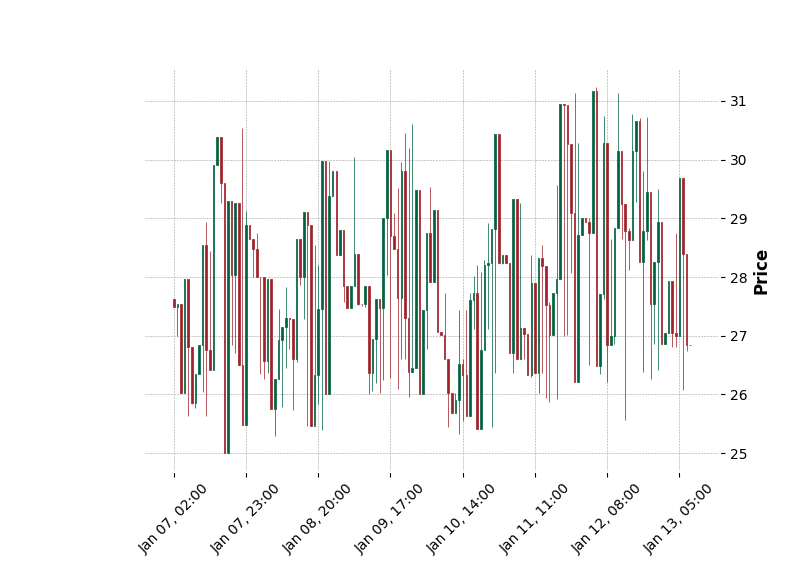 31
30
29
28
27
26
25
Price
Jan 07, 02:00
Jan 07, 23:00
Jan 08, 20:00
Jan 09, 17:00
Jan 10, 14:00
Jan 11, 11:00
Jan 12, 08:00
Jan 13, 05:00